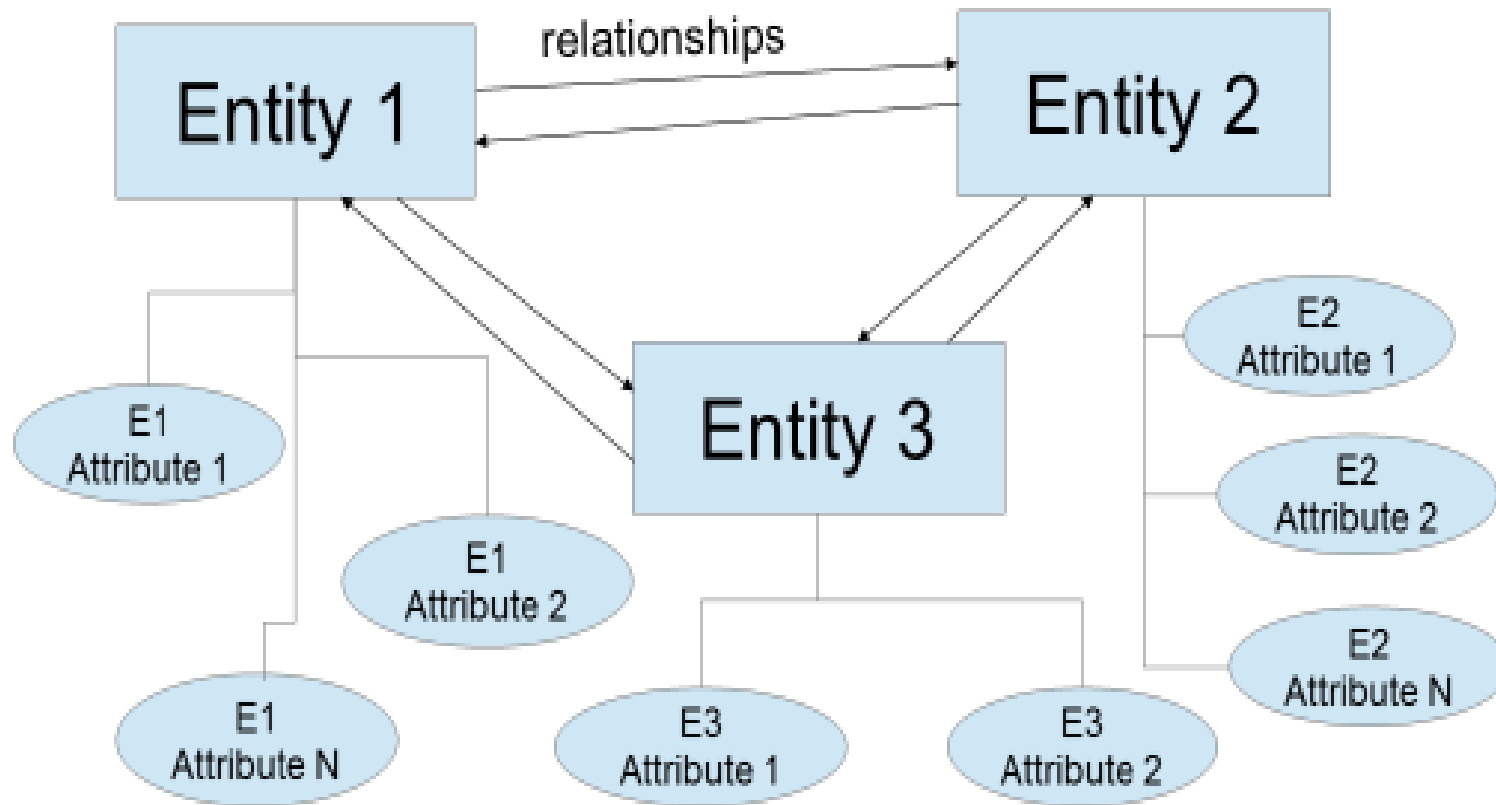 relationships
Entity 1
Entity 2
Entity 3
E1
Attribute 1
E1
Attribute 2
E1
Attribute N
E2
Attribute 1
E2
Attribute 2
E2
Attribute N
E3
Attribute 1
E3
Attribute 2